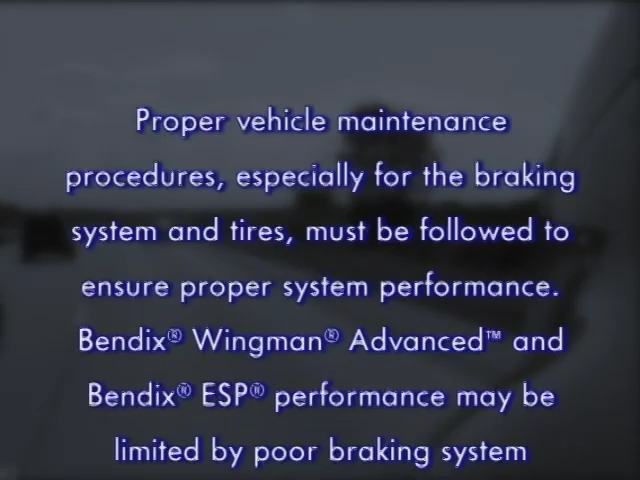 Proper vehicle maintenance
procedures, especially for the braking
system and tires, must be followed to
ensure proper system performance.
Bendix® Wingman® Advanced™ and
Bendix® ESP® performance may be
limited by poor braking system